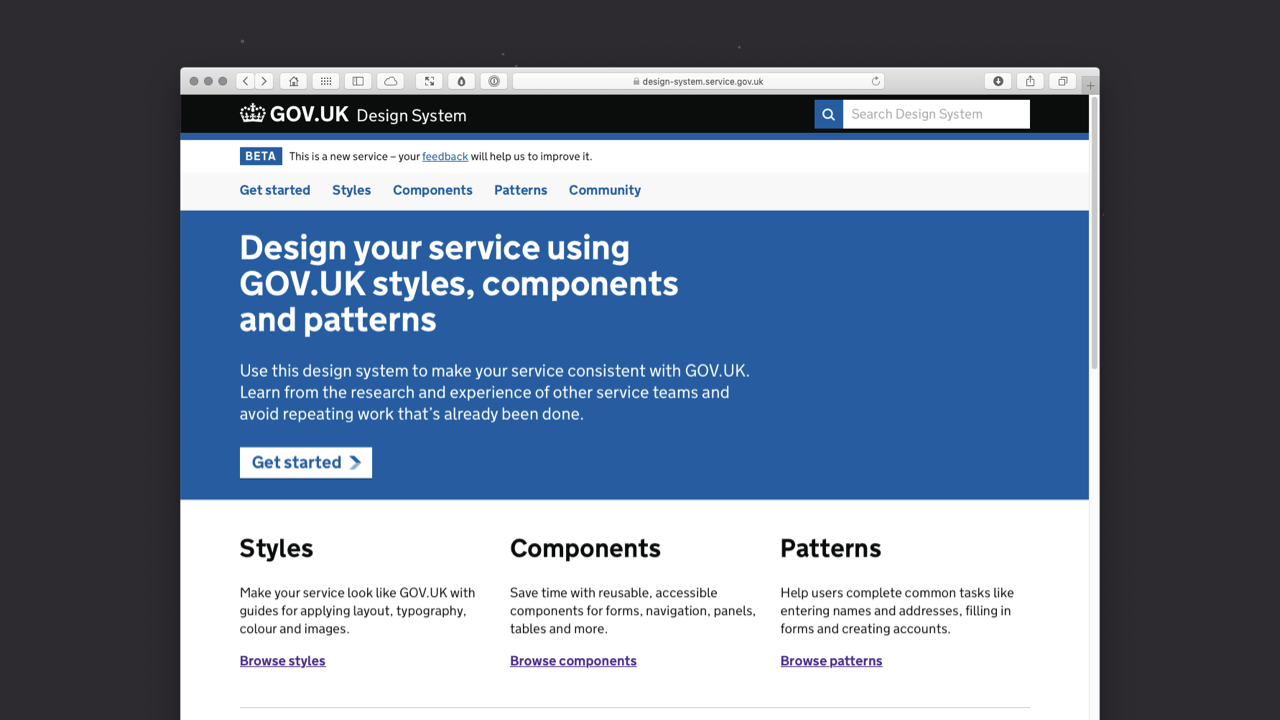 design-system.service.gov.uk
GOV.UK Design System
Search Design System
BETA This is a new service – your feedback will help us to improve it.
Get started Styles Components Patterns Community
Design your service using
GOV.UK styles, components
and patterns
Use this design system to make your service consistent with GOV.UK.
Learn from the research and experience of other service teams and
avoid repeating work that’s already been done.
Get started
Styles
Make your service look like GOV.UK with
guides for applying layout, typography,
colour and images.
Browse styles
Components
Save time with reusable, accessible
components for forms, navigation, panels,
tables and more.
Browse components
Patterns
Help users complete common tasks like
entering names and addresses, filling in
forms and creating accounts.
Browse patterns